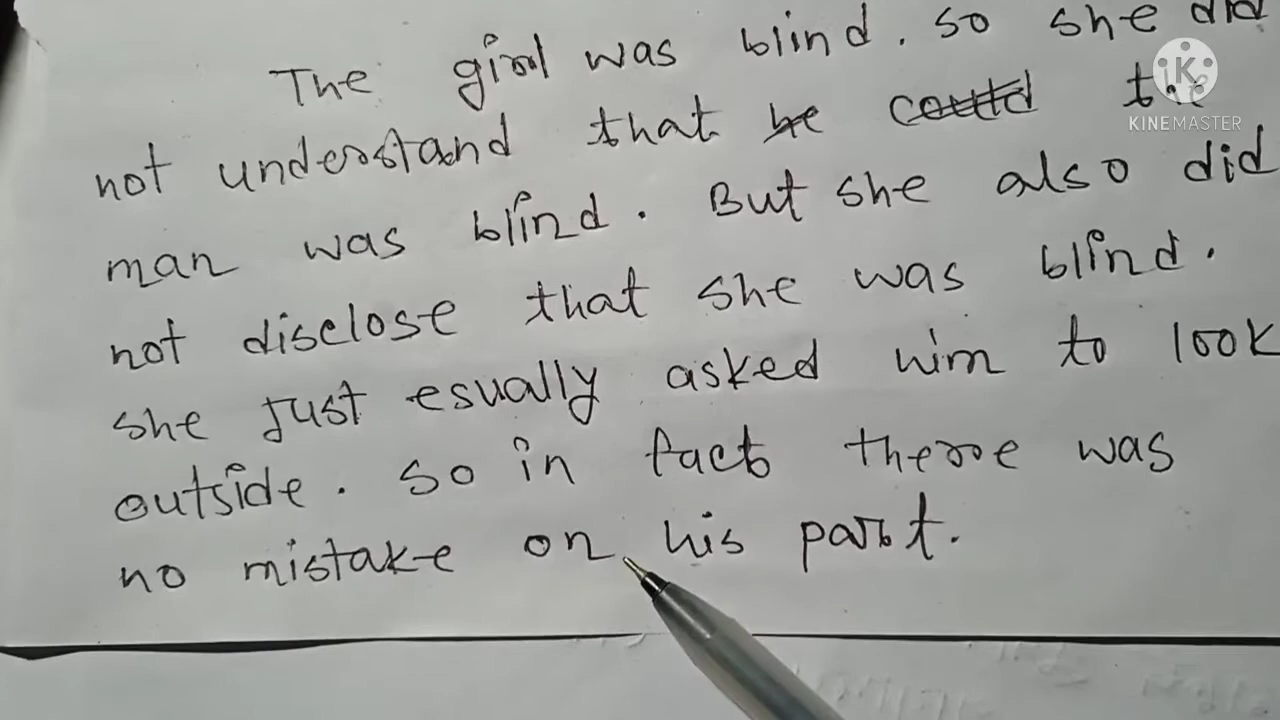 The girl was blind. so she did
not understand that he could the
man was blind. But she also did
not disclose that she was blind.
she just esually asked him to look
outside. so in fact there was
no mistake on his part.
KINEMASTER